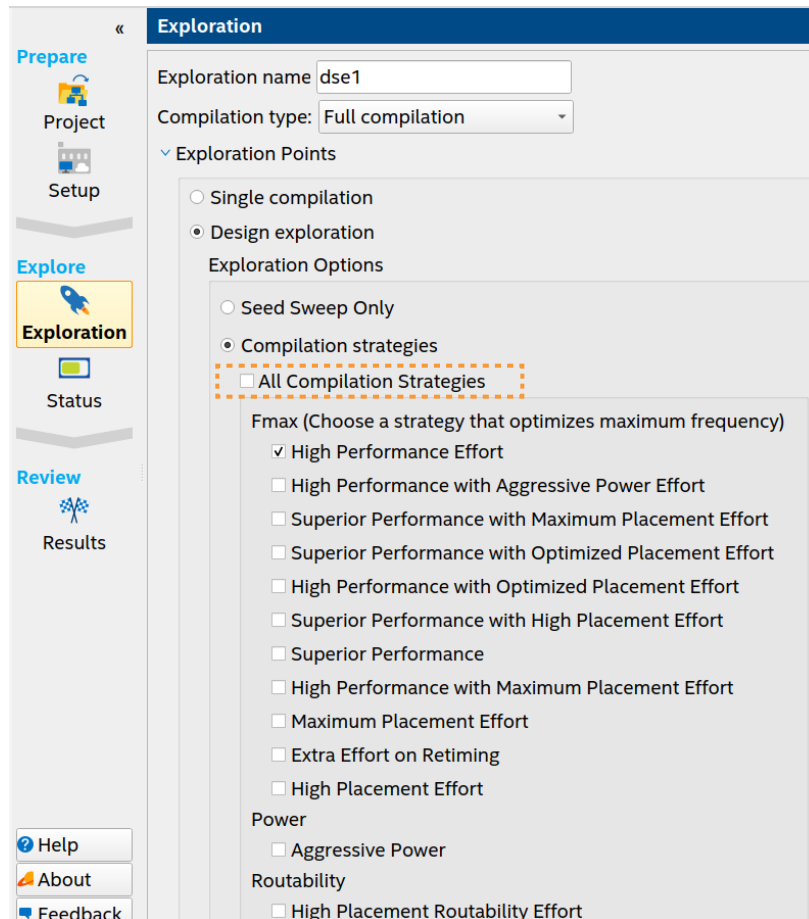 «
Prepare
Project
Setup
Explore
Exploration
Status
Review
Results
Help
About
Feedback
Exploration
Exploration name dse1
Compilation type: Full compilation
Exploration Points
Single compilation
Design exploration
Exploration Options
Seed Sweep Only
Compilation strategies
All Compilation Strategies
Fmax (Choose a strategy that optimizes maximum frequency)
High Performance Effort
High Performance with Aggressive Power Effort
Superior Performance with Maximum Placement Effort
Superior Performance with Optimized Placement Effort
High Performance with Optimized Placement Effort
Superior Performance with High Placement Effort
Superior Performance
High Performance with Maximum Placement Effort
Maximum Placement Effort
Extra Effort on Retiming
High Placement Effort
Power
Aggressive Power
Routability
High Placement Routability Effort